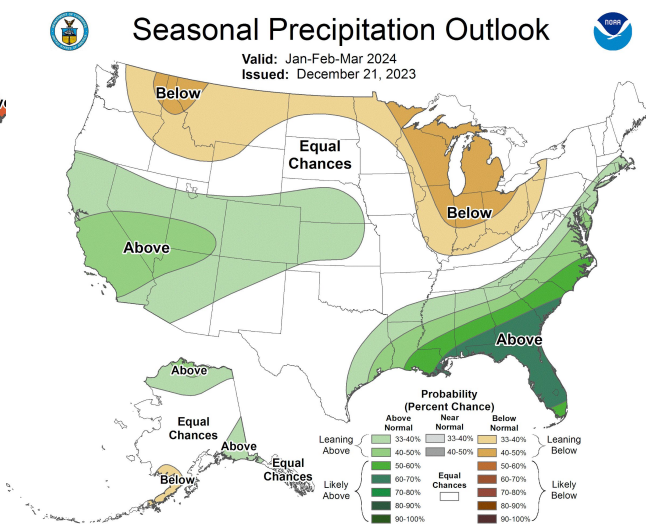 Seasonal Precipitation Outlook
NOAA
Valid: Jan-Feb-Mar 2024
Issued: December 21, 2023
Below
Equal
Chances
Below
Above
Above
Above
Equal
Chances
Above
Equal
Chances
Below
Probability
(Percent Chance)
Above
Normal
Near
Normal
Below
Normal
Leaning
Above
33-40%
33-40%
33-40%
Leaning
Below
40-50%
40-50%
40-50%
Likely
Above
50-60%
Equal
Chances
50-60%
Likely
Below
60-70%
60-70%
70-80%
70-80%
80-90%
80-90%
90-100%
90-100%